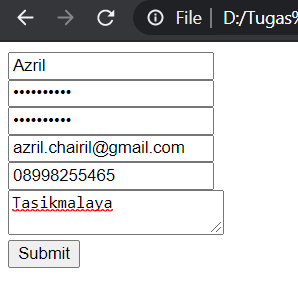 File D:/Tugas%
Azril
••••••••••
••••••••••
azril.chairil@gmail.com
08998255465
Tasikmalaya
Submit